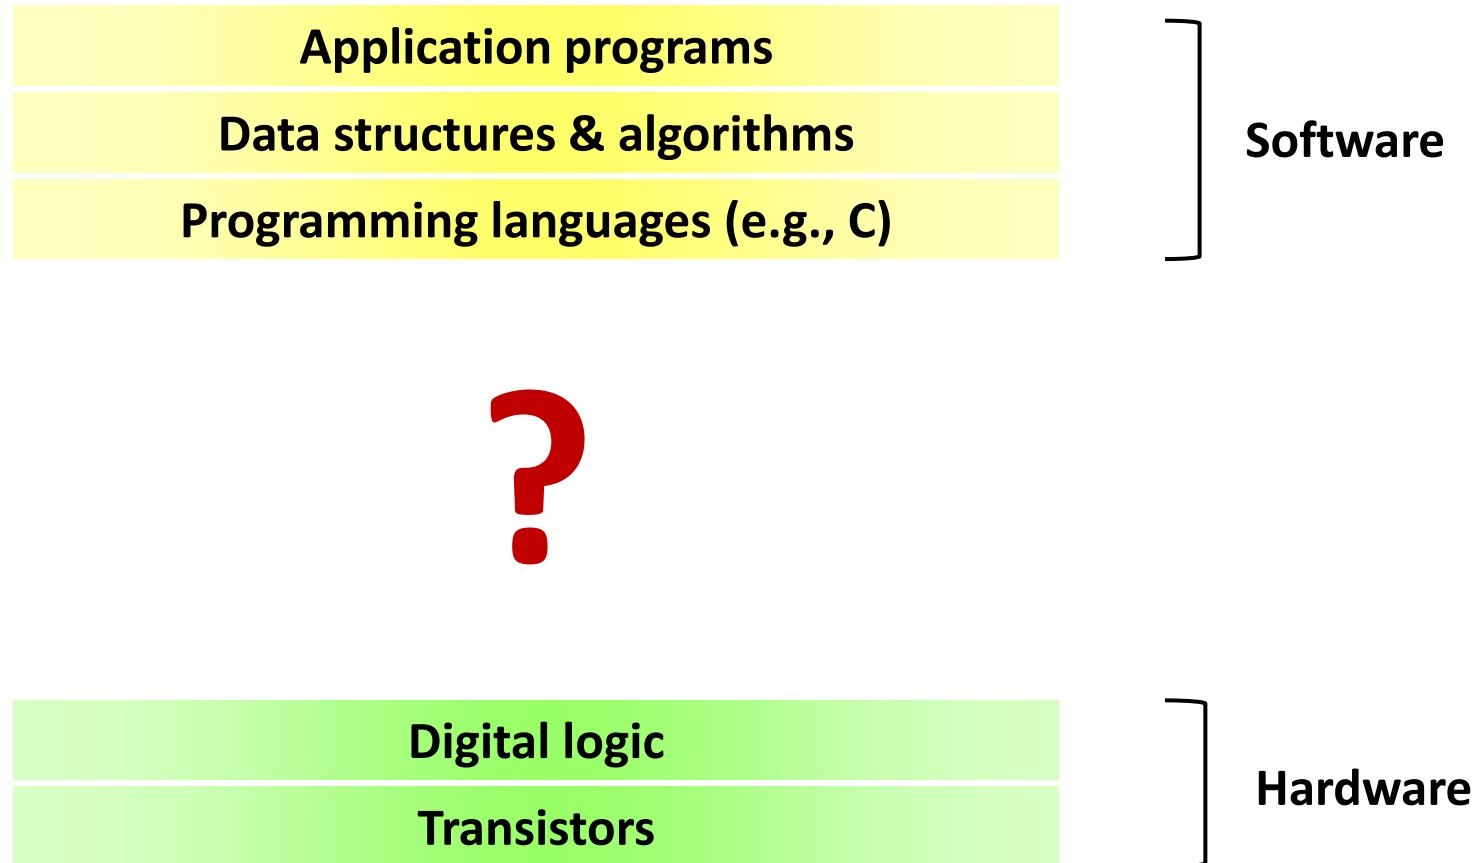 Application programs
Data structures & algorithms
Software
Programming languages (e.g., C)
?
Digital logic
Hardware
Transistors